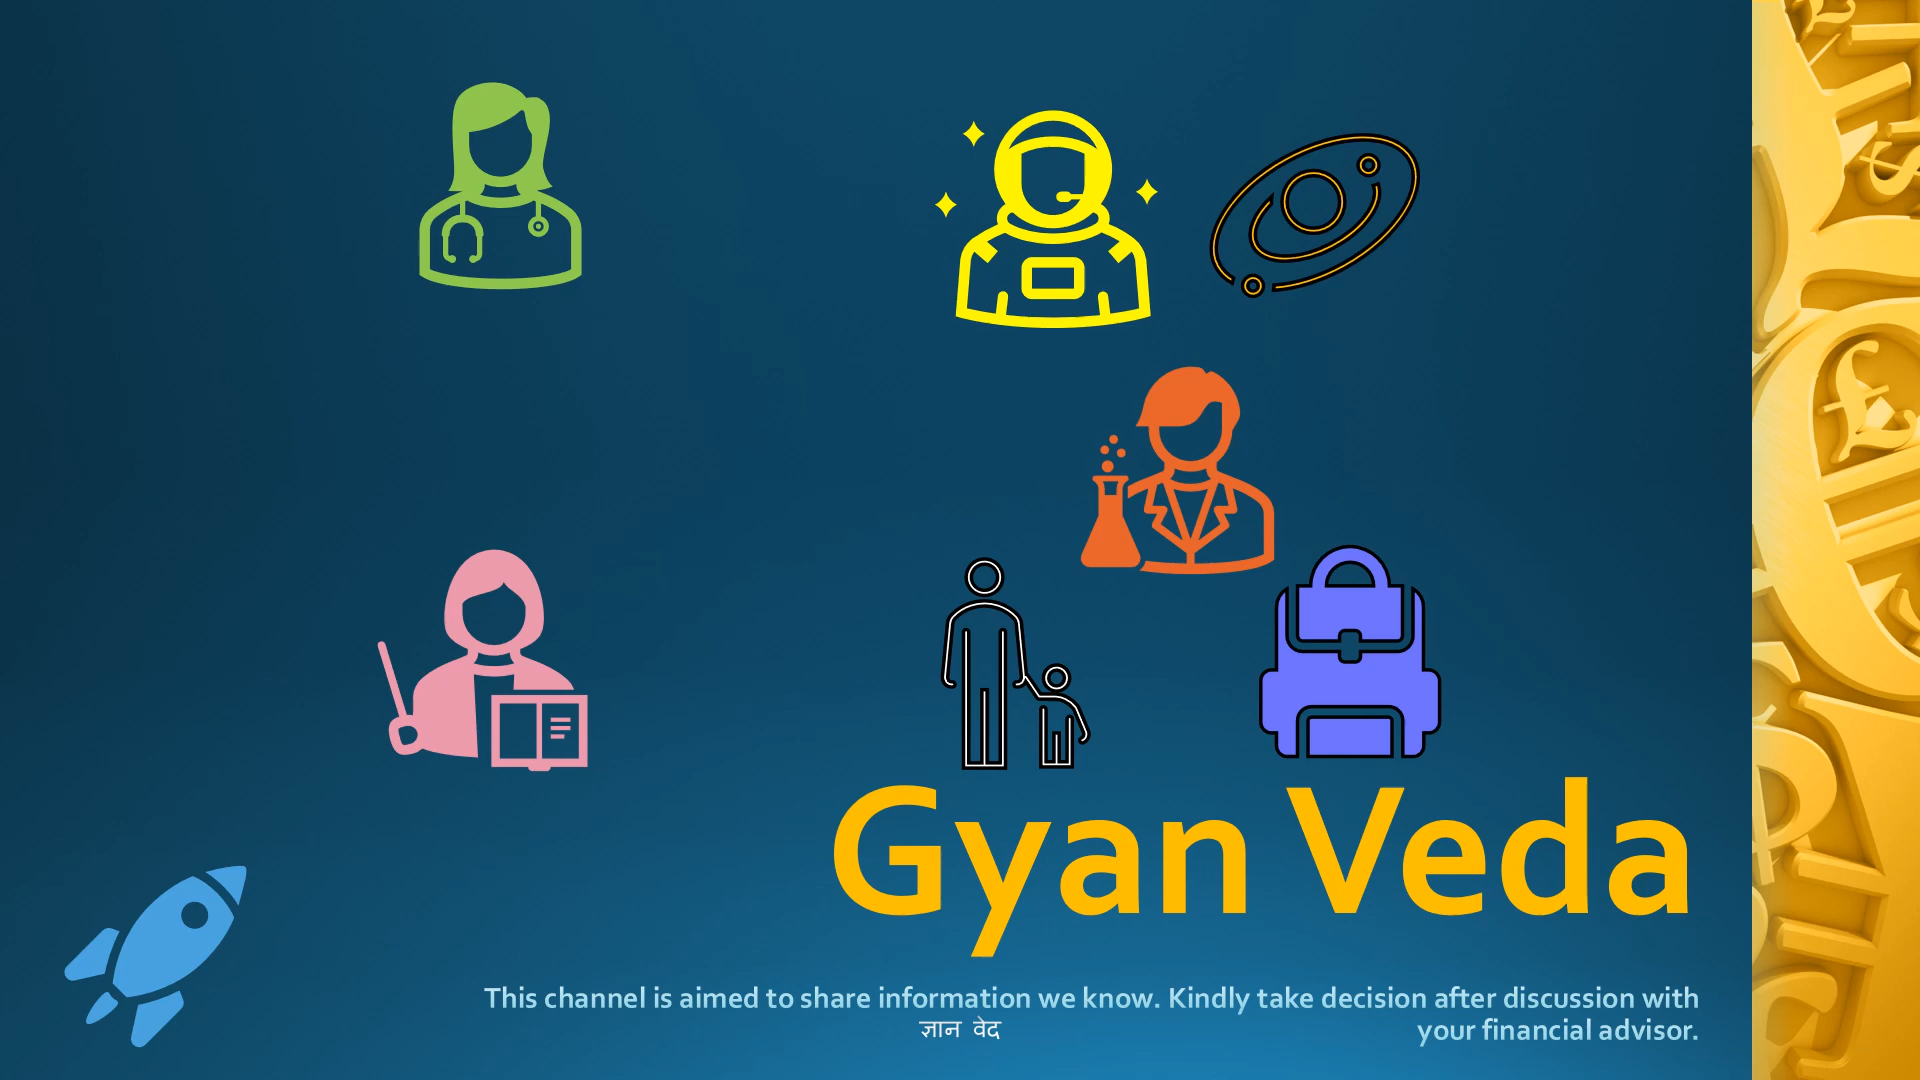 Gyan Veda
This channel is aimed to share information we know. Kindly take decision after discussion with
your financial advisor.
ज्ञान वेद